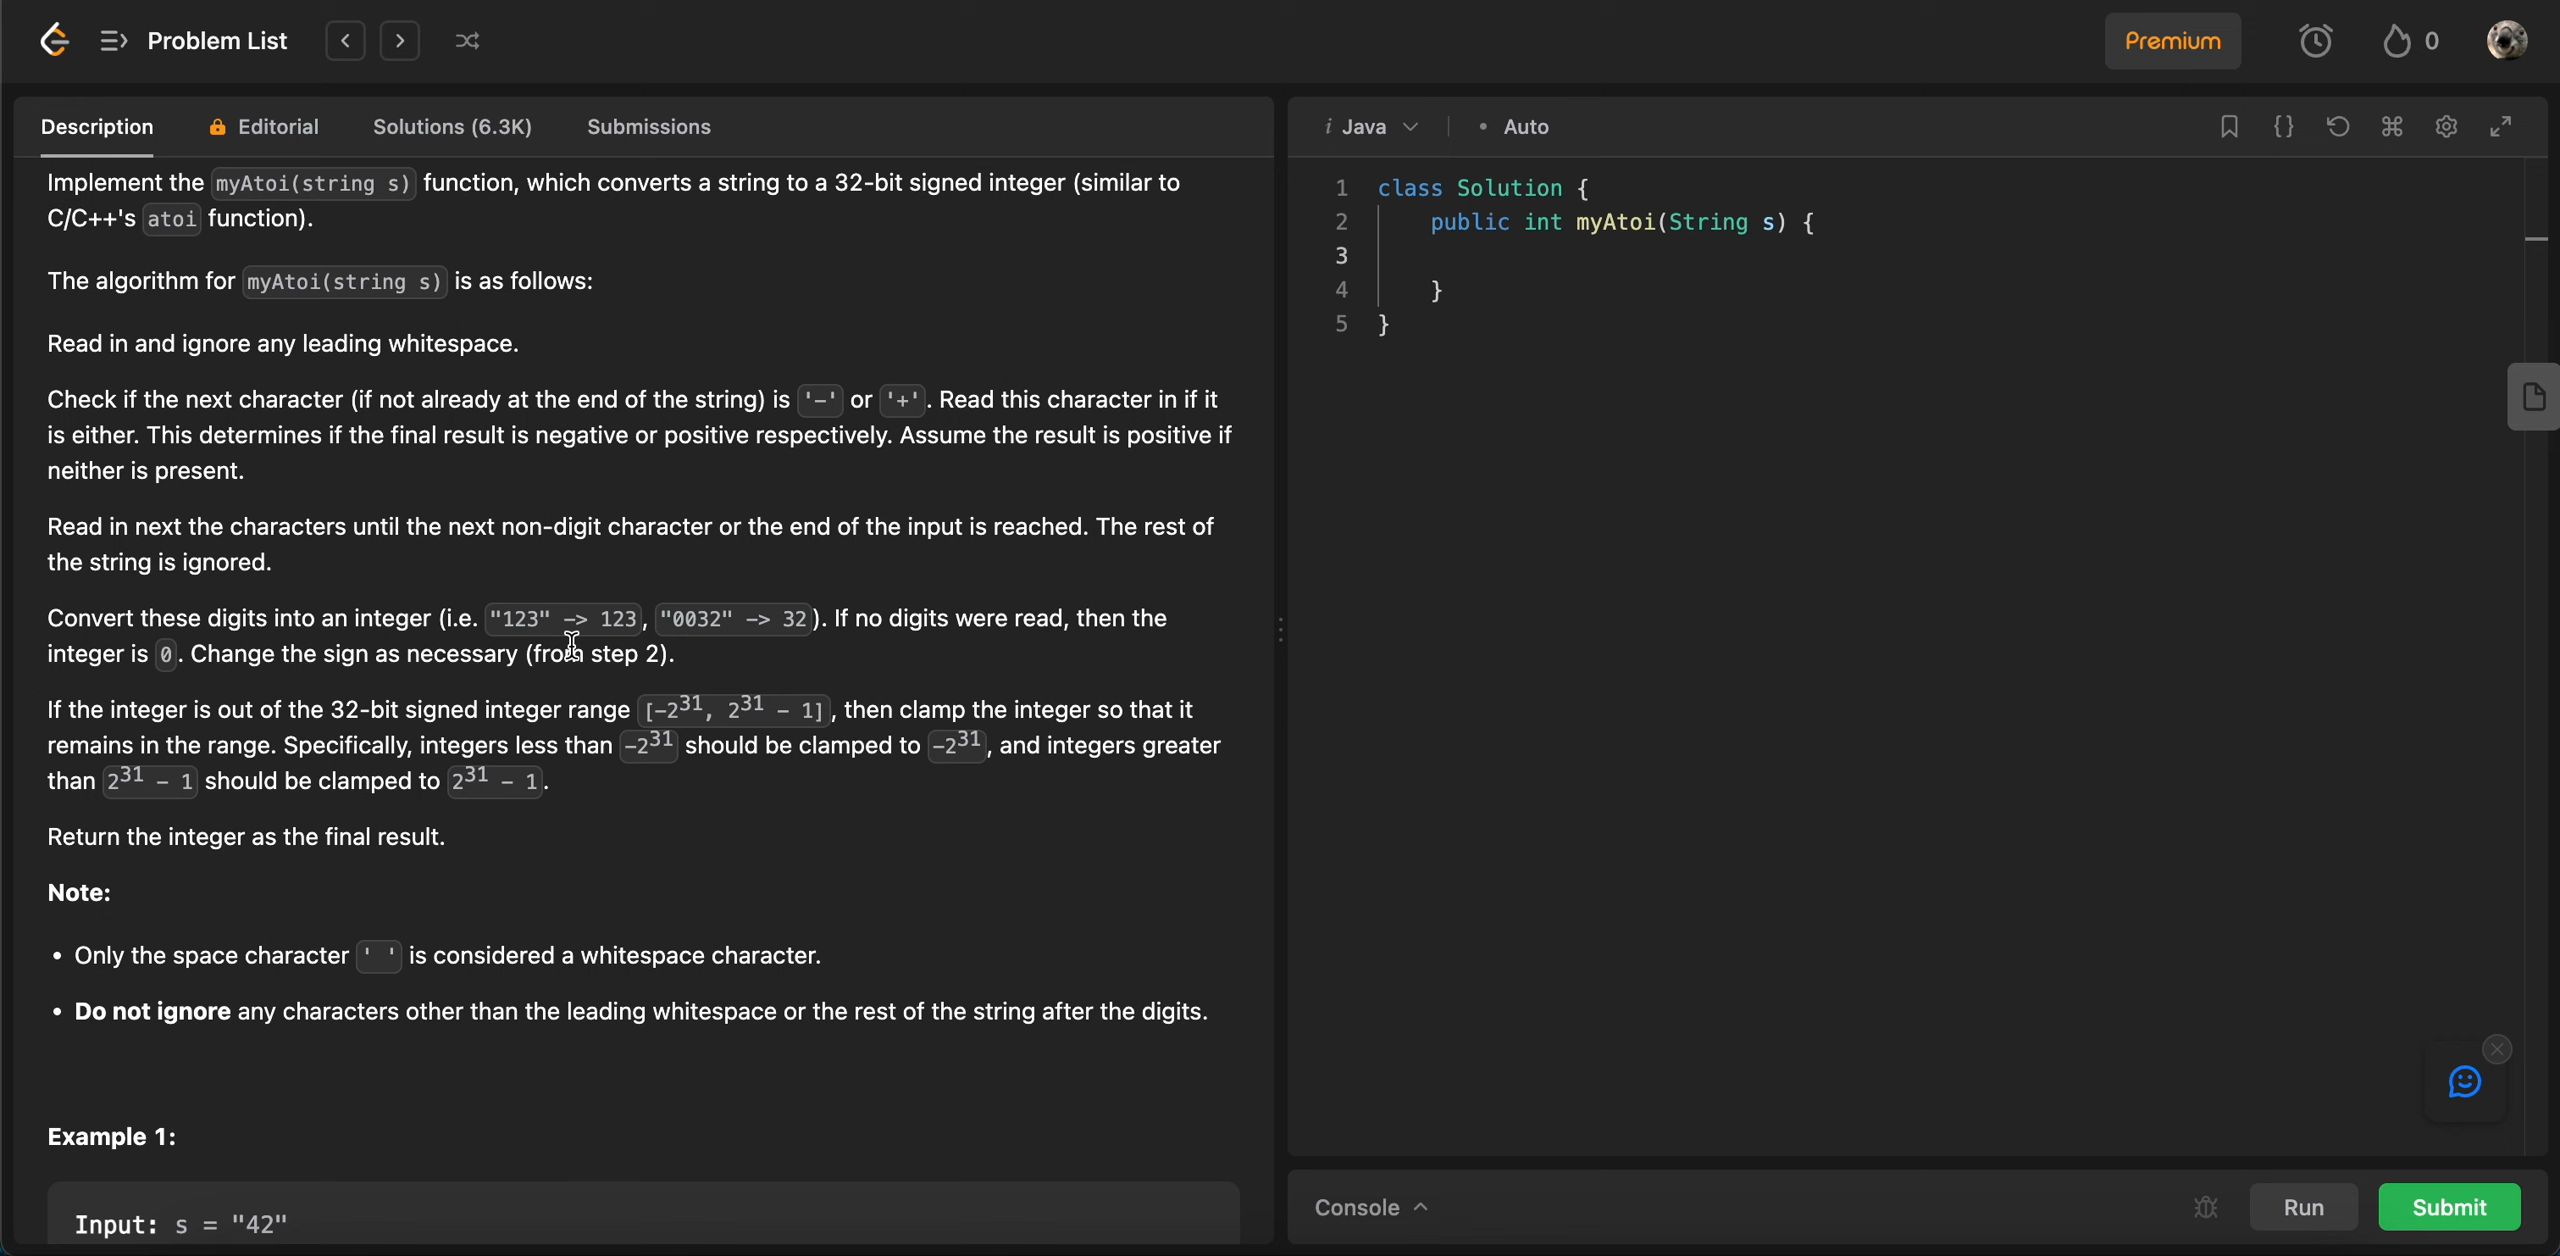 Problem List
Premium
0
Description
Editorial
Solutions (6.3K)
Submissions
Implement the myAtoi(string s) function, which converts a string to a 32-bit signed integer (similar to
C/C++'s atoi function).
The algorithm for myAtoi(string s) is as follows:
Read in and ignore any leading whitespace.
Check if the next character (if not already at the end of the string) is '-' or '+'. Read this character in if it
is either. This determines if the final result is negative or positive respectively. Assume the result is positive if
neither is present.
Read in next the characters until the next non-digit character or the end of the input is reached. The rest of
the string is ignored.
Convert these digits into an integer (i.e. "123" -> 123, "0032" -> 32). If no digits were read, then the
integer is 0. Change the sign as necessary (from step 2).
If the integer is out of the 32-bit signed integer range [-2³¹, 2³¹ - 1], then clamp the integer so that it
remains in the range. Specifically, integers less than -2³¹ should be clamped to -2³¹, and integers greater
than 2³¹ - 1 should be clamped to 2³¹ - 1.
Return the integer as the final result.
Note:
• Only the space character ' ' is considered a whitespace character.
• Do not ignore any characters other than the leading whitespace or the rest of the string after the digits.
Example 1:
Input: s = "42"
i Java
• Auto
{}
1 class Solution {
2 public int myAtoi(String s) {
3
4 }
5 }
Console
Run
Submit